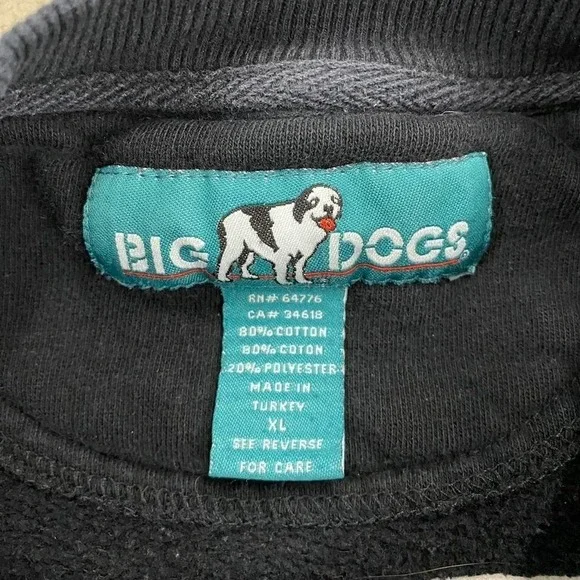 BIG DOGS
RN# 64776
CA# 34618
80% COTTON
80% COTON
20% POLYESTER
MADE IN
TURKEY
XL
SEE REVERSE
FOR CARE